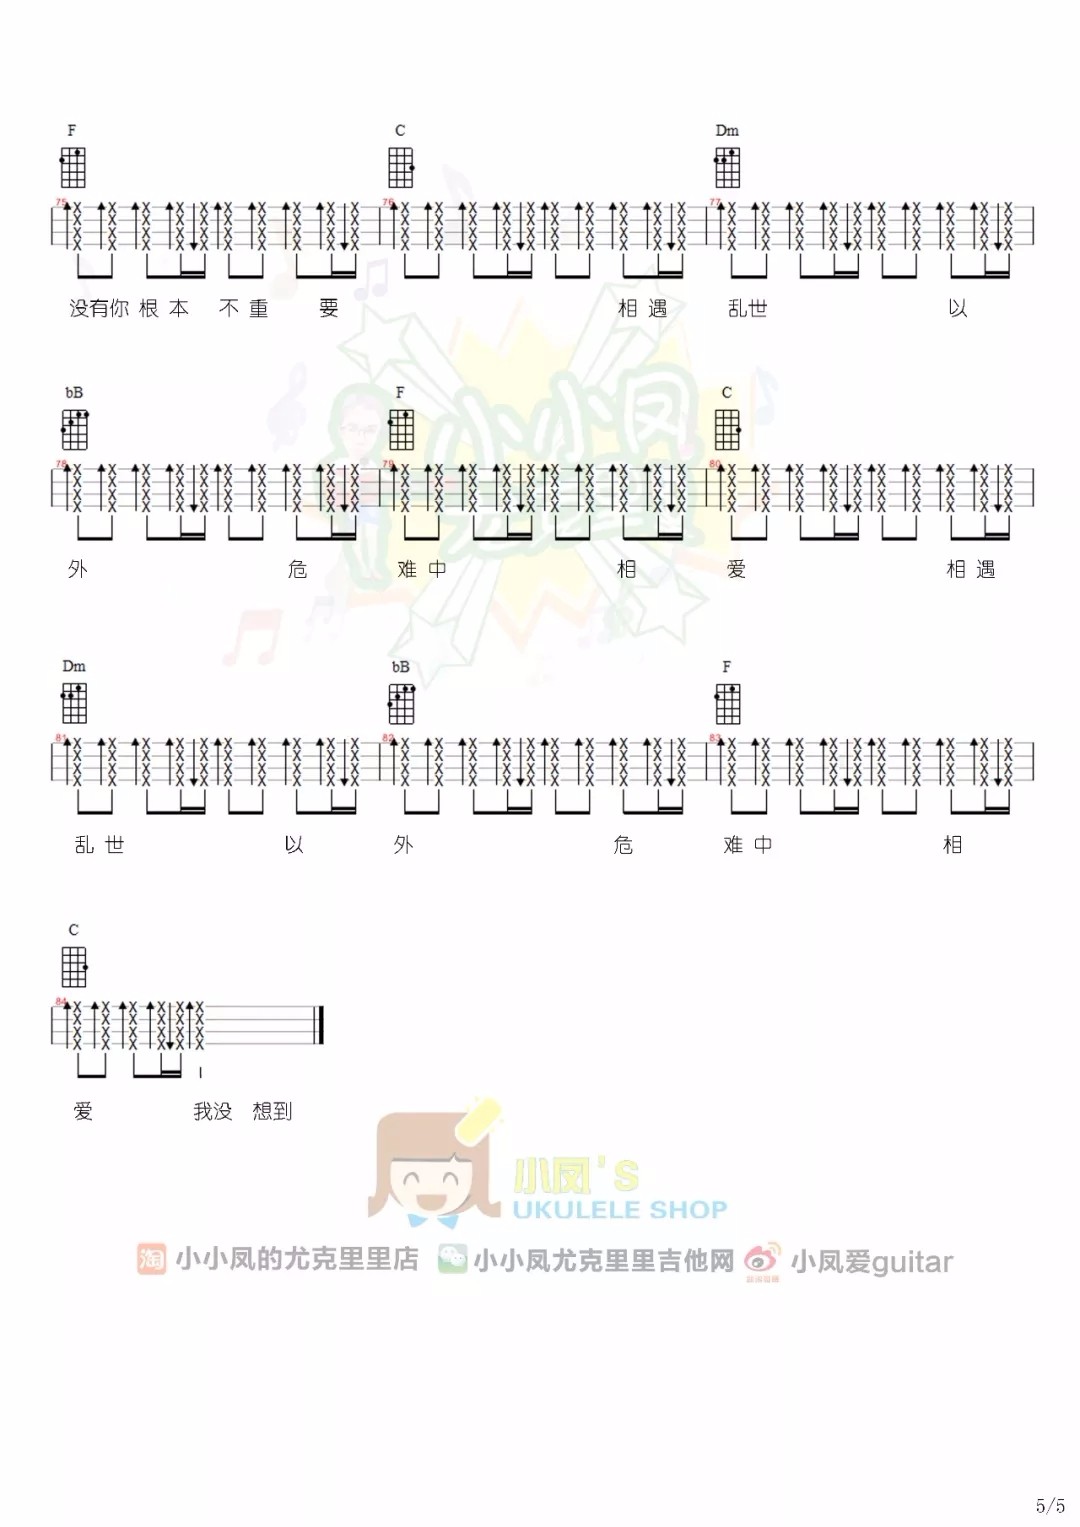 F C Dm
75 76 77
没有你 根 本 不 重 要 相 遇 乱世 以
bB F C
78 79 80
外 危 难 中 相 爱 相 遇
Dm bB F
81 82 83
乱 世 以 外 危 难 中 相
C
84
爱 我没 想到
小小凤
小凤's
UKULELE SHOP
淘 小小凤的尤克里里店 小小凤尤克里里吉他网 小凤爱guitar
5/5